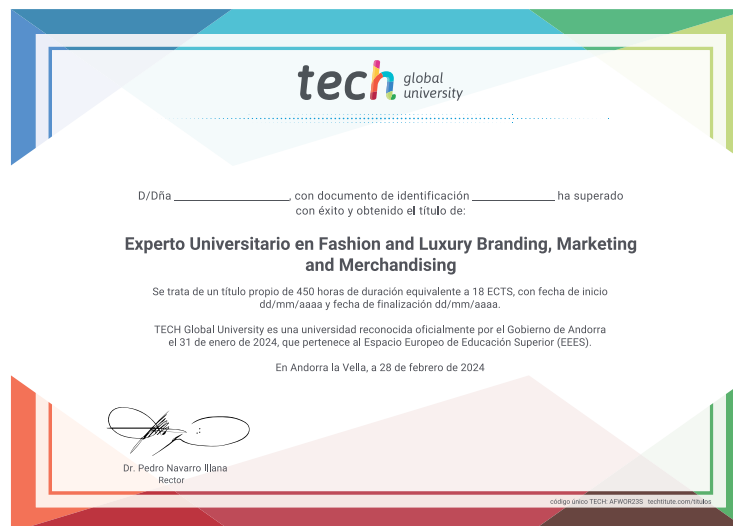 tech global
university
D/Dña ________________, con documento de identificación ____________ ha superado
con éxito y obtenido el título de:
Experto Universitario en Fashion and Luxury Branding, Marketing
and Merchandising
Se trata de un título propio de 450 horas de duración equivalente a 18 ECTS, con fecha de inicio
dd/mm/aaaa y fecha de finalización dd/mm/aaaa.
TECH Global University es una universidad reconocida oficialmente por el Gobierno de Andorra
el 31 de enero de 2024, que pertenece al Espacio Europeo de Educación Superior (EEES).
En Andorra la Vella, a 28 de febrero de 2024
Dr. Pedro Navarro Illana
Rector
código único TECH: AFWOR23S techtitute.com/titulos